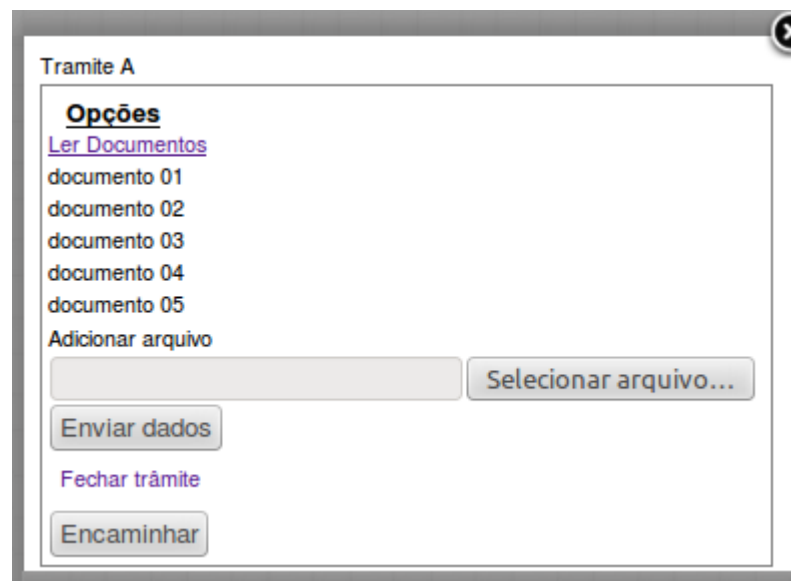 Tramite A
Opções
Ler Documentos
documento 01
documento 02
documento 03
documento 04
documento 05
Adicionar arquivo
Selecionar arquivo...
Enviar dados
Fechar trâmite
Encaminhar